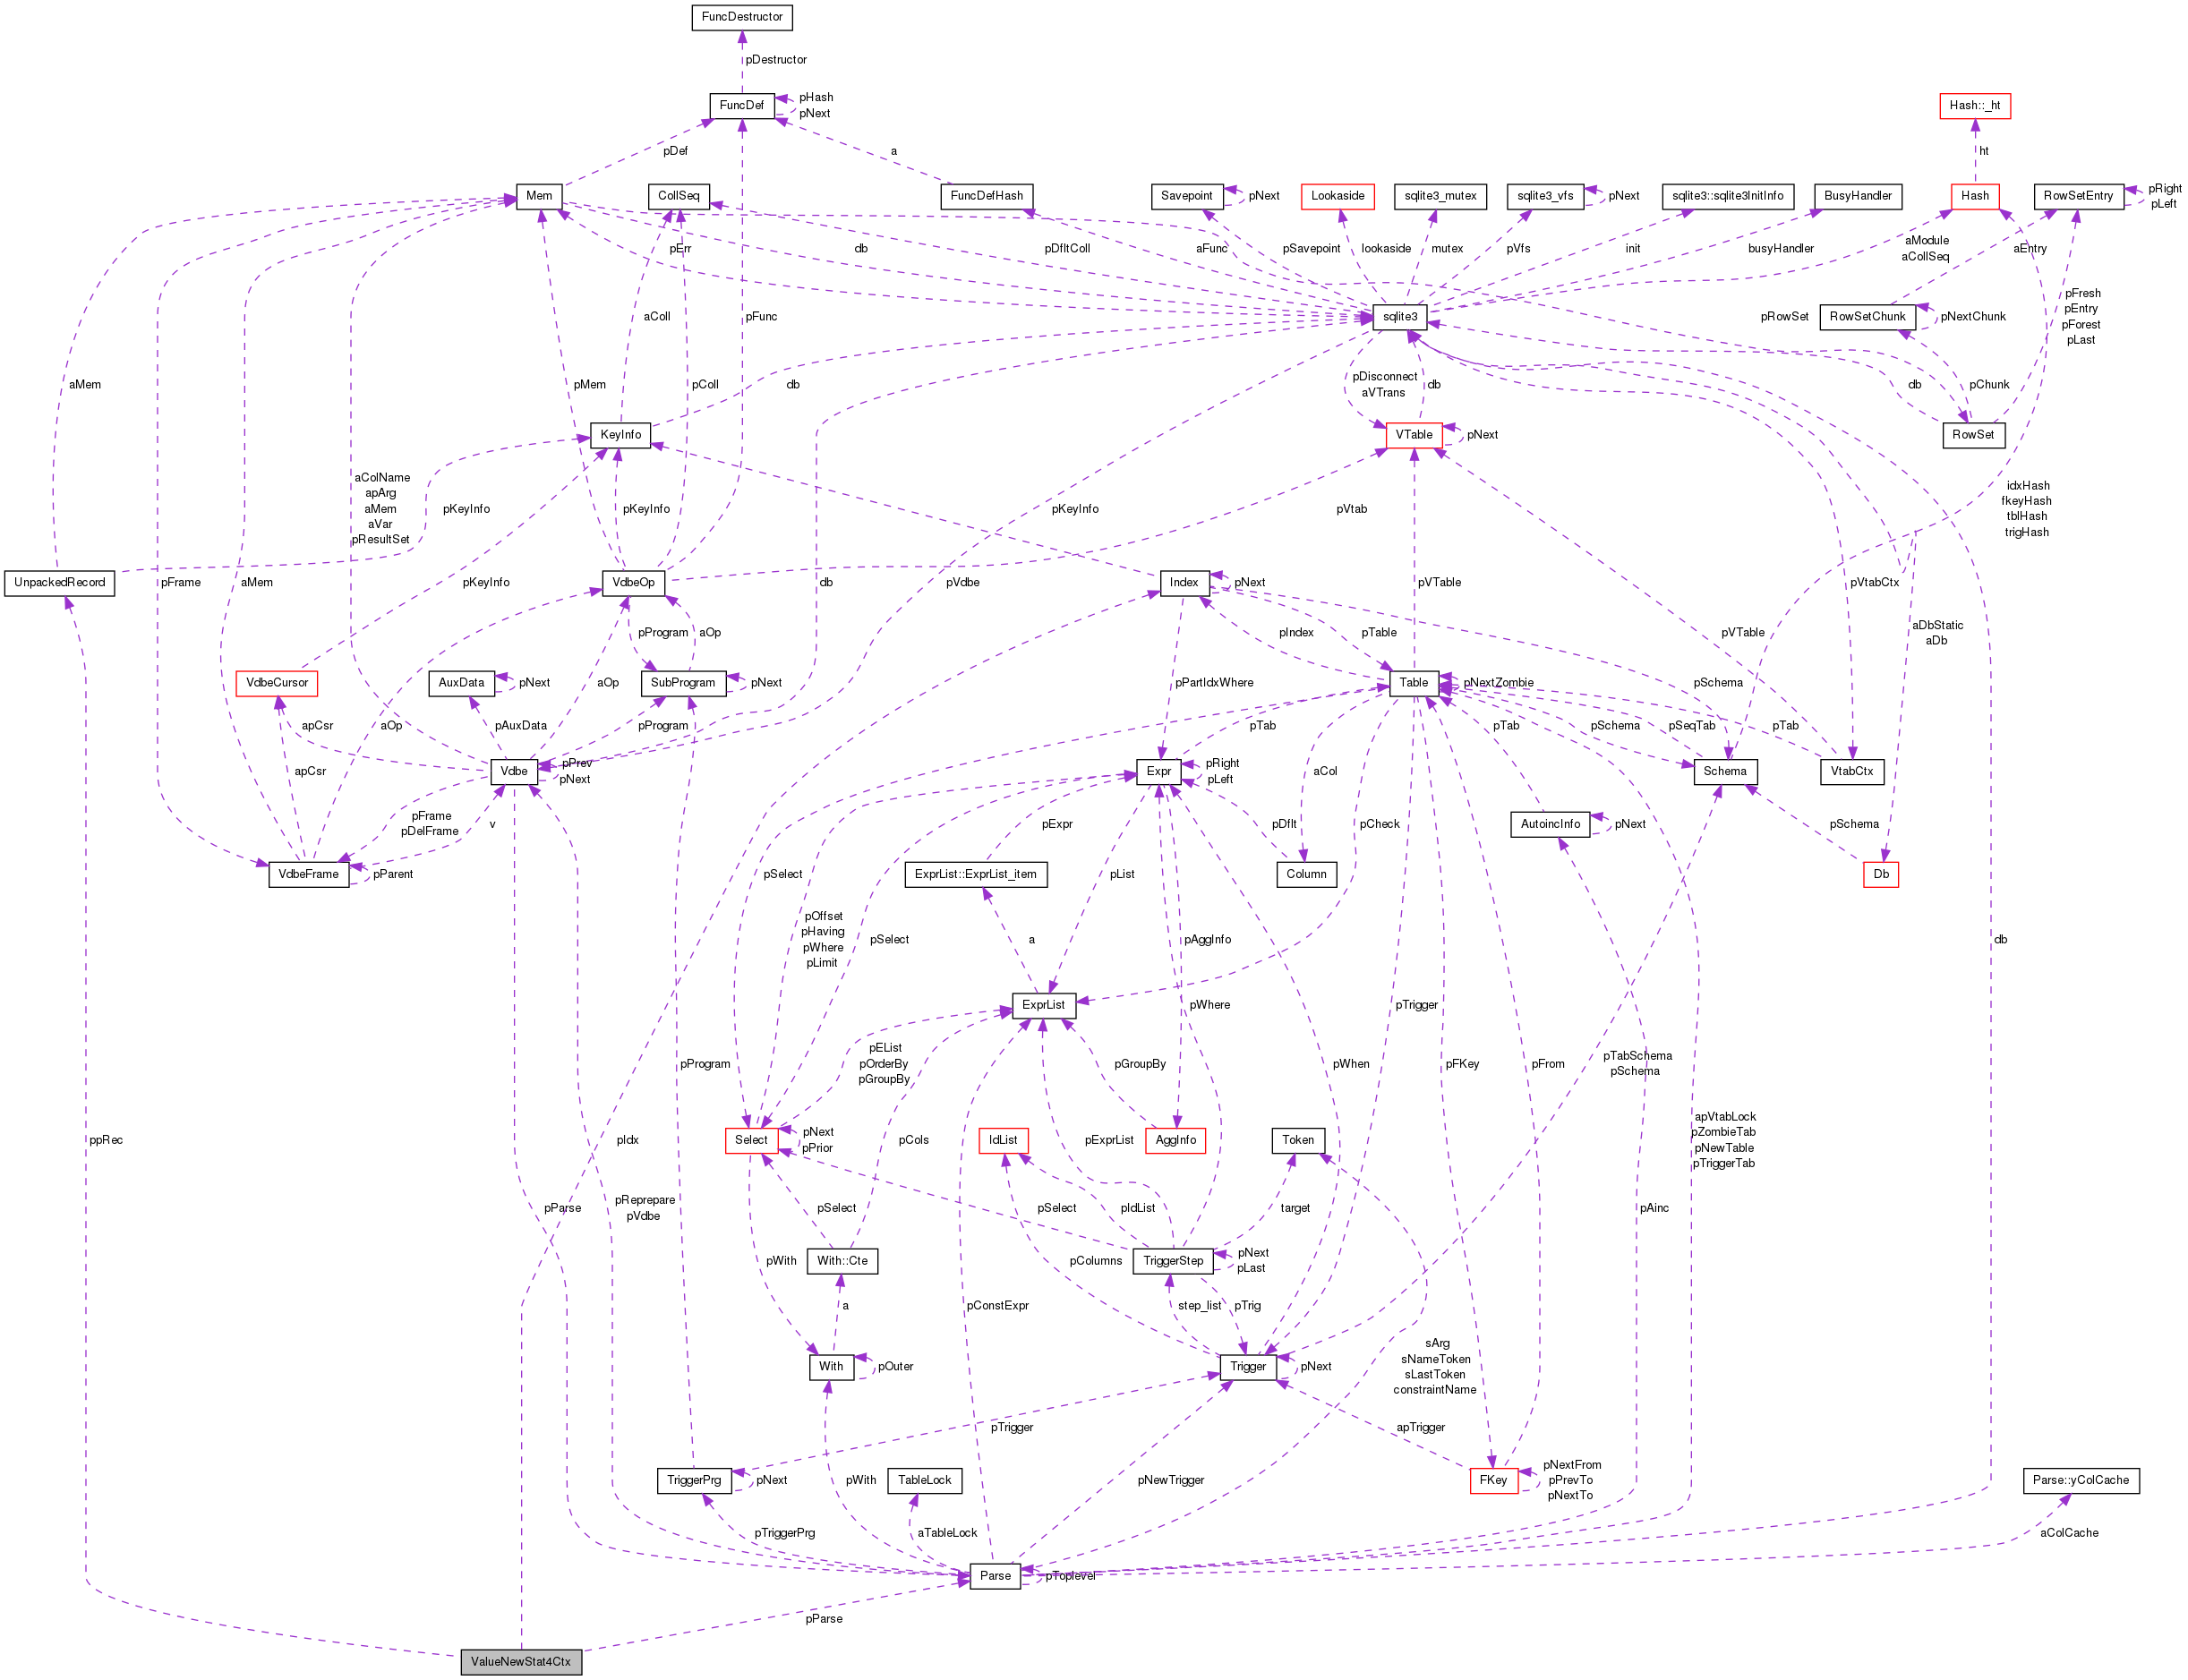 FuncDestructor
pDestructor
FuncDef
pHash
pNext
Hash::_ht
pDef
a
ht
Mem
CollSeq
FuncDefHash
Savepoint
pNext
Lookaside
sqlite3_mutex
sqlite3_vfs
pNext
sqlite3::sqlite3InitInfo
BusyHandler
Hash
RowSetEntry
pRight
pLeft
pErr
db
pDfltColl
aFunc
pSavepoint
lookaside
mutex
pVfs
init
busyHandler
aModule
aCollSeq
aEntry
aColl
pFunc
sqlite3
pRowSet
RowSetChunk
pNextChunk
pFresh
pEntry
pForest
pLast
aMem
pMem
pColl
db
pDisconnect
aVTrans
db
db
pChunk
KeyInfo
VTable
pNext
RowSet
aColName
apArg
aMem
aVar
pResultSet
pKeyInfo
pKeyInfo
pKeyInfo
pVtab
idxHash
fkeyHash
tblHash
trigHash
UnpackedRecord
pFrame
aMem
pKeyInfo
VdbeOp
db
pVdbe
Index
pNext
pVTable
pVtabCtx
pProgram
aOp
pIndex
pTable
pVTable
aDbStatic
aDb
VdbeCursor
AuxData
pNext
aOp
SubProgram
pNext
pPartIdxWhere
Table
pNextZombie
pSchema
apCsr
aOp
pAuxData
pProgram
pTab
pSchema
pSeqTab
pTab
pTab
apCsr
Vdbe
pPrev
pNext
Expr
pRight
pLeft
aCol
Schema
VtabCtx
pFrame
pDelFrame
v
pExpr
pDflt
pCheck
AutoincInfo
pNext
pSchema
VdbeFrame
pParent
pSelect
ExprList::ExprList_item
pList
Column
Db
pOffset
pHaving
pWhere
pLimit
pSelect
a
pAggInfo
db
ExprList
pWhere
pTrigger
pEList
pOrderBy
pGroupBy
pProgram
pGroupBy
pWhen
pFKey
pFrom
pTabSchema
pSchema
ppRec
pIdx
Select
pNext
pPrior
pCols
IdList
pExprList
AggInfo
Token
apVtabLock
pZombieTab
pNewTable
pTriggerTab
pParse
pReprepare
pVdbe
pSelect
pSelect
pIdList
target
pAinc
pWith
With::Cte
pColumns
TriggerStep
pNext
pLast
a
pConstExpr
step_list
pTrig
With
pOuter
Trigger
pNext
sArg
sNameToken
sLastToken
constraintName
pTrigger
apTrigger
TriggerPrg
pNext
pWith
TableLock
pNewTrigger
FKey
pNextFrom
pPrevTo
pNextTo
Parse::yColCache
pTriggerPrg
aTableLock
aColCache
Parse
pToplevel
pParse
ValueNewStat4Ctx